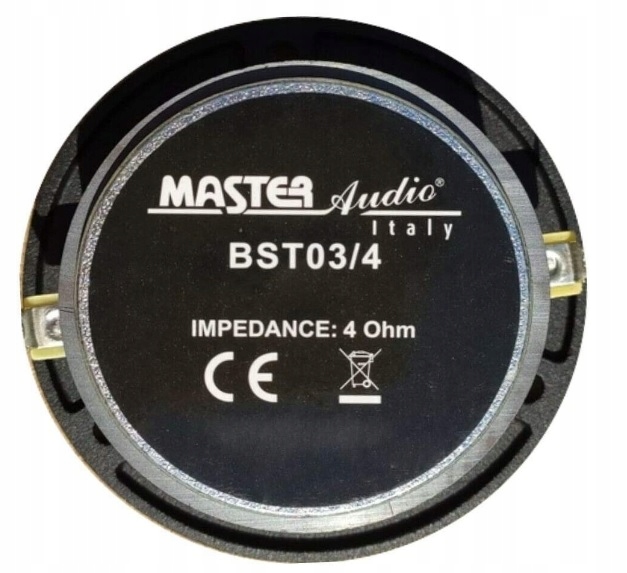 MASTER Audio®
Italy
BST03/4
IMPEDANCE: 4 Ohm
CE